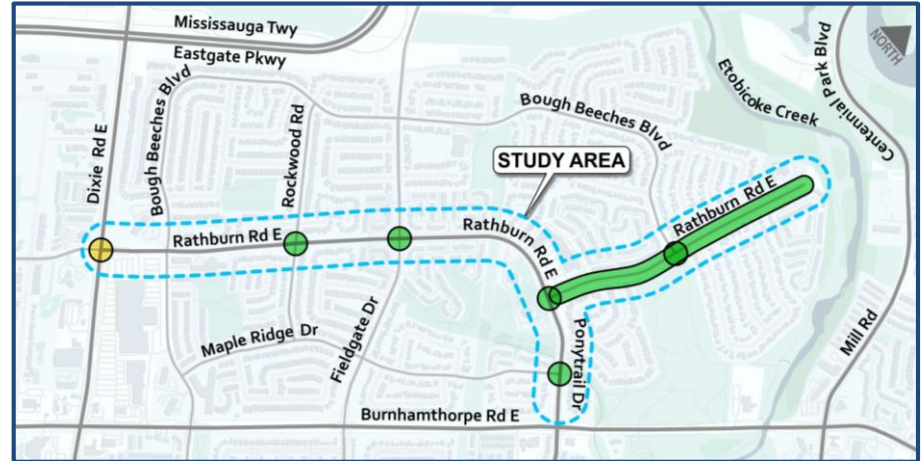 Mississauga Twy
Eastgate Pkwy
Dixie Rd E
Bough Beeches Blvd
Rockwood Rd
Bough Beeches Blvd
Etobicoke Creek
Centennial Park Blvd
NORTH
STUDY AREA
Rathburn Rd E
Rathburn Rd E
Rathburn Rd E
Maple Ridge Dr
Fieldgate Dr
Ponytrail Dr
Mill Rd
Burnhamthorpe Rd E